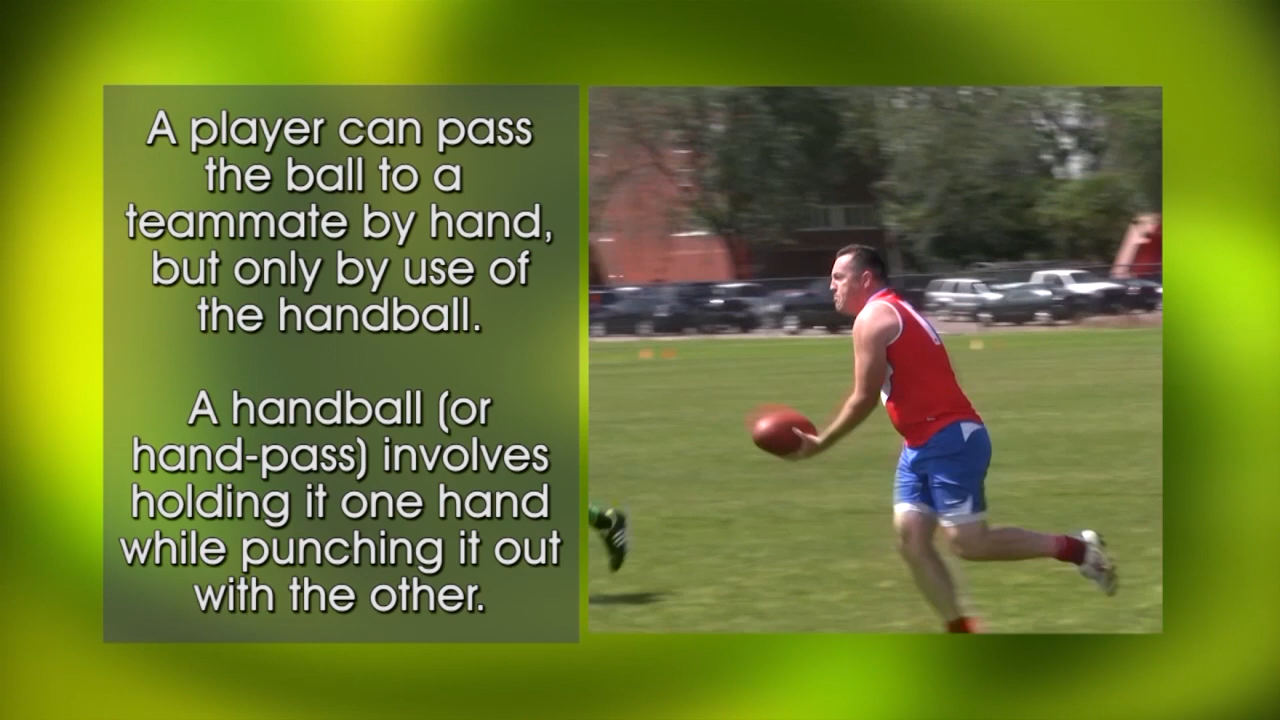 A player can pass
the ball to a
teammate by hand,
but only by use of
the handball.
A handball (or
hand-pass) involves
holding it one hand
while punching it out
with the other.